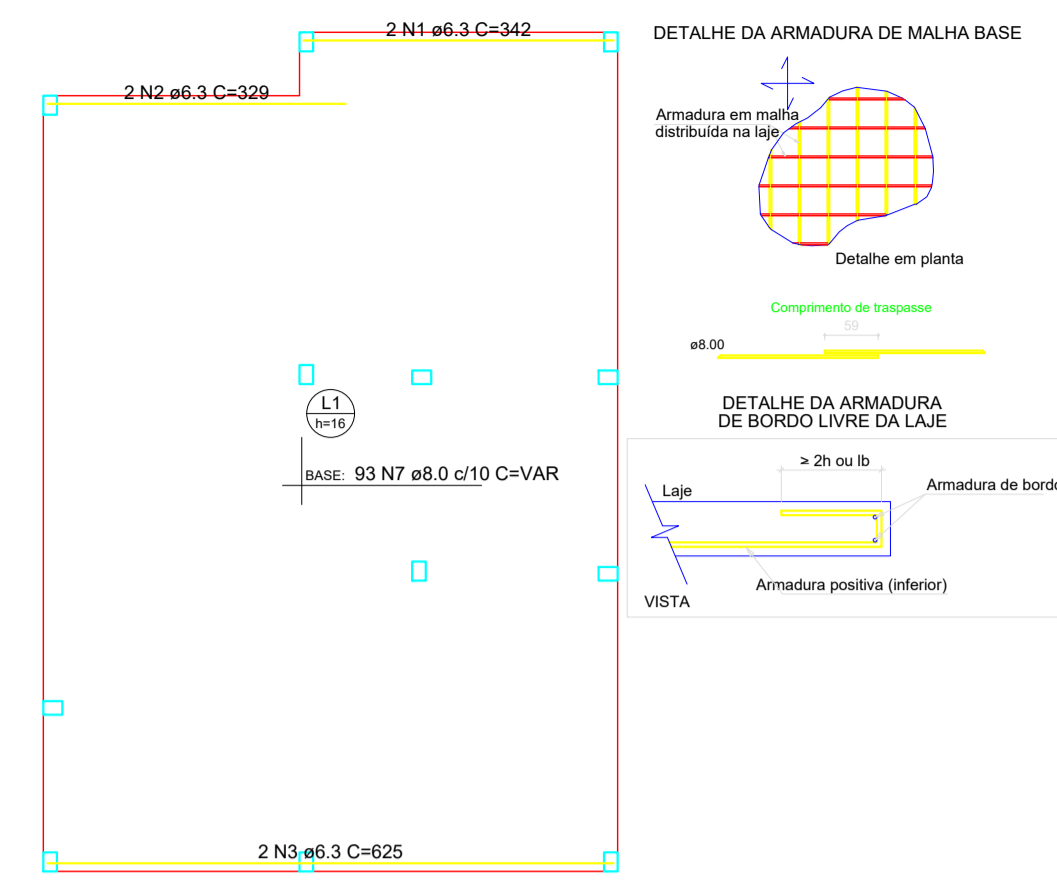 2 N1 ø6.3 C=342
2 N2 ø6.3 C=329
L1
h=16
BASE: 93 N7 ø8.0 c/10 C=VAR
2 N3 ø6.3 C=625
DETALHE DA ARMADURA DE MALHA BASE
Armadura em malha
distribuída na laje
Detalhe em planta
Comprimento de traspasse
59
ø8.00
DETALHE DA ARMADURA
DE BORDO LIVRE DA LAJE
≥ 2h ou lb
Laje
Armadura de bordo
Armadura positiva (inferior)
VISTA